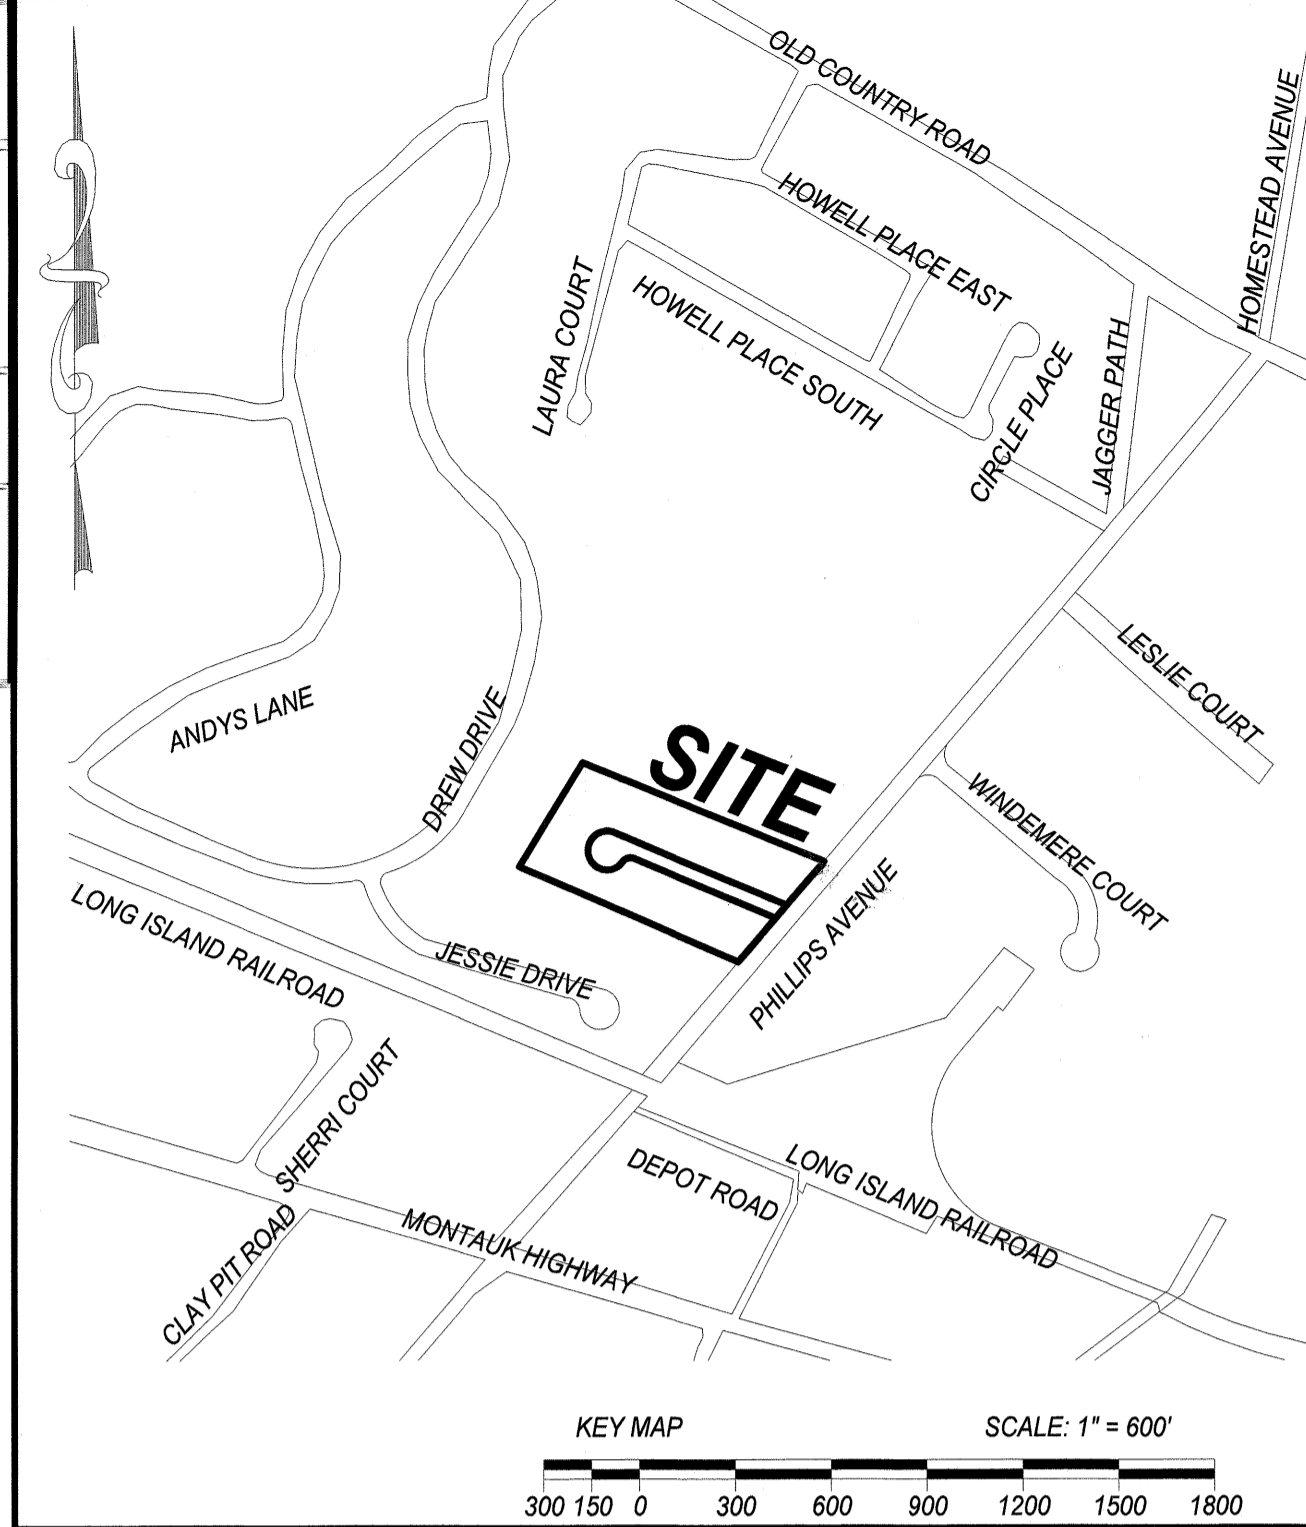 OLD COUNTRY ROAD
HOMESTEAD AVENUE
HOWELL PLACE EAST
LAURA COURT
HOWELL PLACE SOUTH
CIRCLE PLACE
JAGGER PATH
LESLIE COURT
ANDYS LANE
DREW DRIVE
SITE
WINDEMERE COURT
PHILLIPS AVENUE
LONG ISLAND RAILROAD
JESSIE DRIVE
SHERRI COURT
DEPOT ROAD
LONG ISLAND RAILROAD
CLAY PIT ROAD
MONTAUK HIGHWAY
KEY MAP SCALE: 1" = 600'
300 150 0 300 600 900 1200 1500 1800